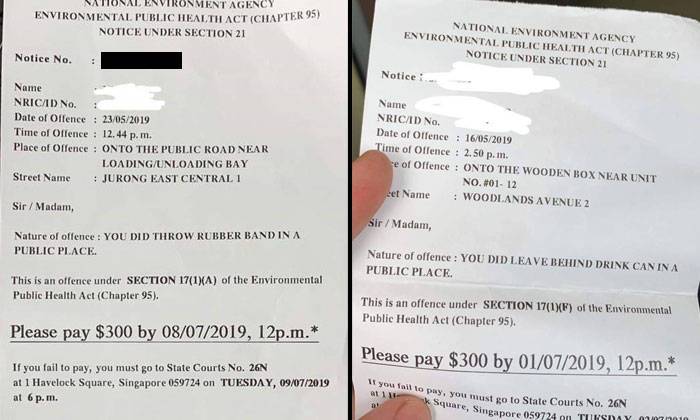 NATIONAL ENVIRONMENT AGENCY
ENVIRONMENTAL PUBLIC HEALTH ACT (CHAPTER 95)
NOTICE UNDER SECTION 21
Notice No. :
Name
NRIC/ID No. :
Date of Offence : 23/05/2019
Time of Offence : 12.44 p.m.
Place of Offence : ONTO THE PUBLIC ROAD NEAR
LOADING/UNLOADING BAY
Street Name : JURONG EAST CENTRAL 1
Sir / Madam,
Nature of offence : YOU DID THROW RUBBER BAND IN A
PUBLIC PLACE.
This is an offence under SECTION 17(1)(A) of the Environmental
Public Health Act (Chapter 95).
Please pay $300 by 08/07/2019, 12p.m.*
If you fail to pay, you must go to State Courts No. 26N
at 1 Havelock Square, Singapore 059724 on TUESDAY, 09/07/2019
at 6 p.m.
NATIONAL ENVIRONMENT AGENCY
ENVIRONMENTAL PUBLIC HEALTH ACT (CHAPTER 95)
NOTICE UNDER SECTION 21
Notice
Name
NRIC/ID No.
Date of Offence : 16/05/2019
Time of Offence : 2.50 p.m.
of Offence : ONTO THE WOODEN BOX NEAR UNIT
NO.#01- 12
Name : WOODLANDS AVENUE 2
Sir / Madam,
Nature of offence : YOU DID LEAVE BEHIND DRINK CAN IN A
PUBLIC PLACE.
This is an offence under SECTION 17(1)(F) of the Environmental
Public Health Act (Chapter 95).
Please pay $300 by 01/07/2019, 12p.m.*
If you fail to pay, you must go to State Courts No. 26N
at 1 Square, Singapore 059724 on TUESDAY,